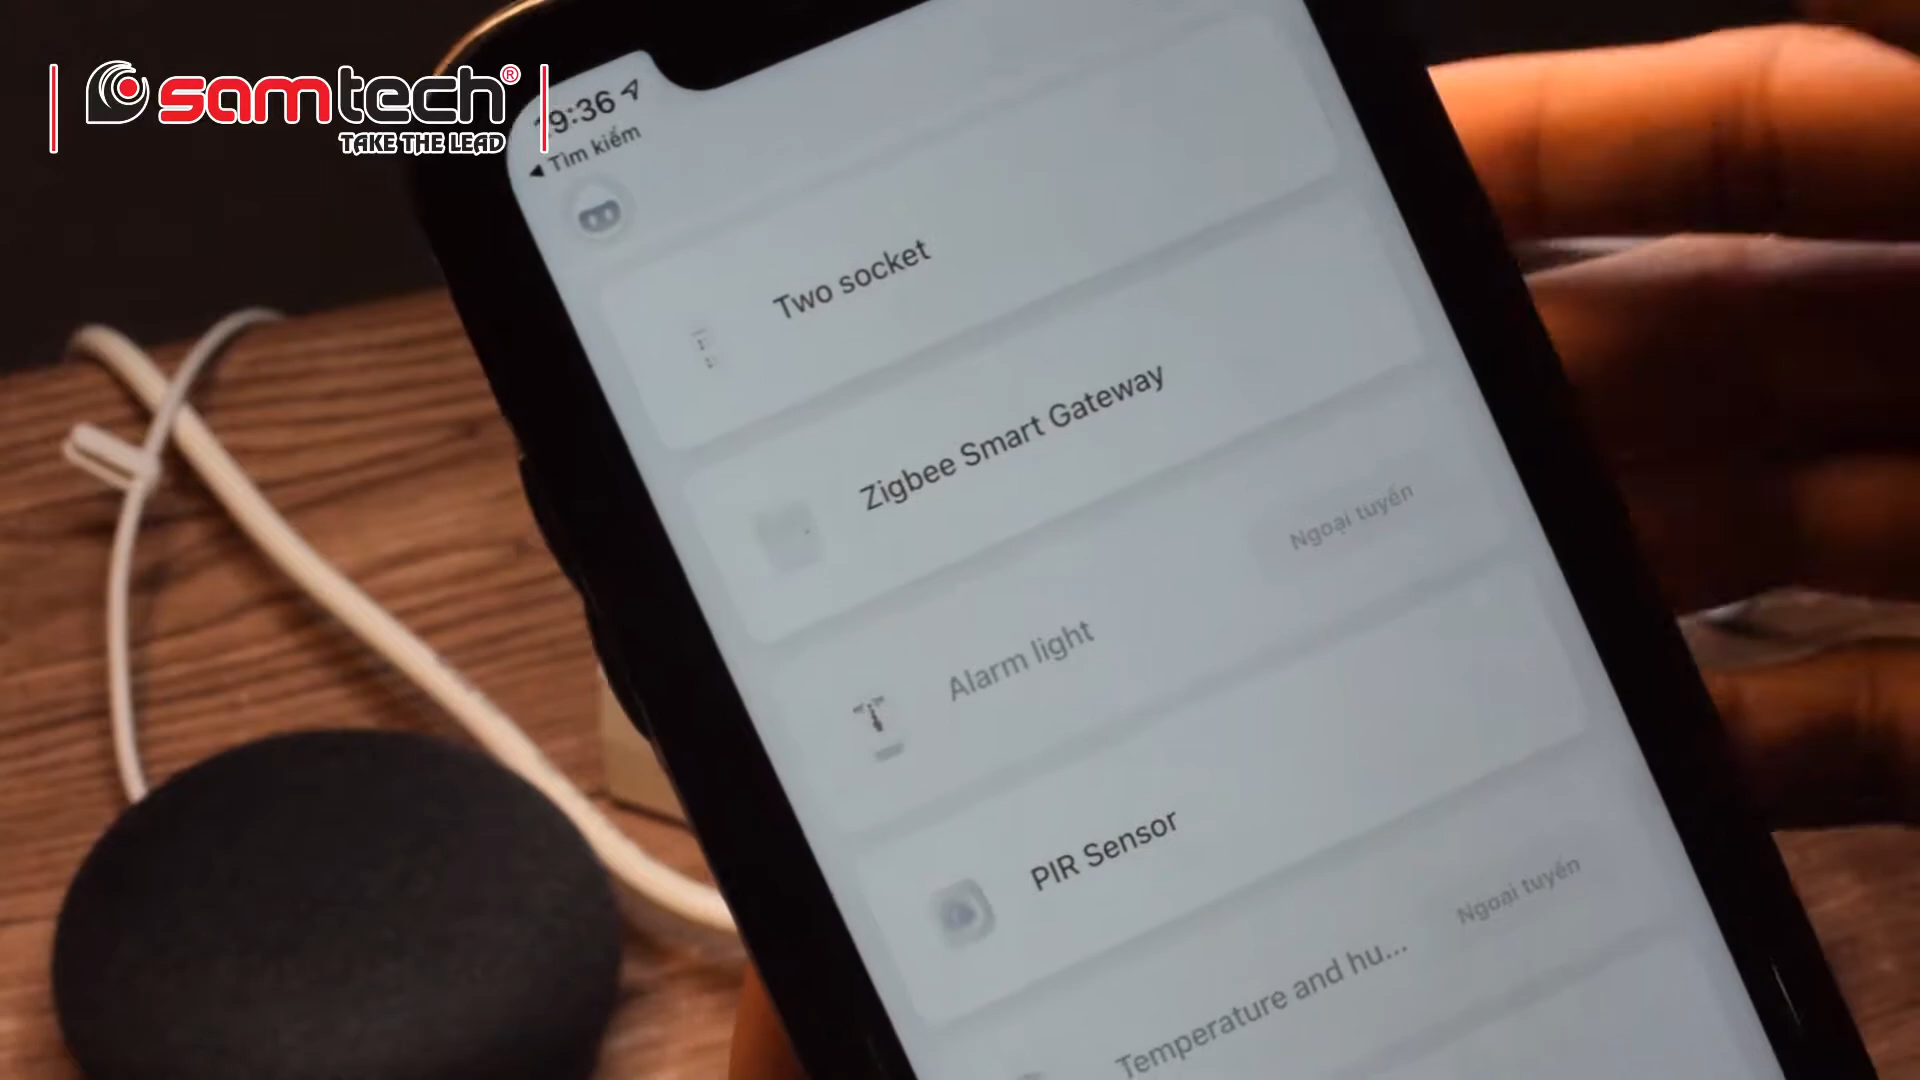 samtech®
TAKE THE LEAD
19:36
Tìm kiếm
Two socket
Zigbee Smart Gateway
Ngoại tuyến
Alarm light
PIR Sensor
Ngoại tuyến
Temperature and hu...